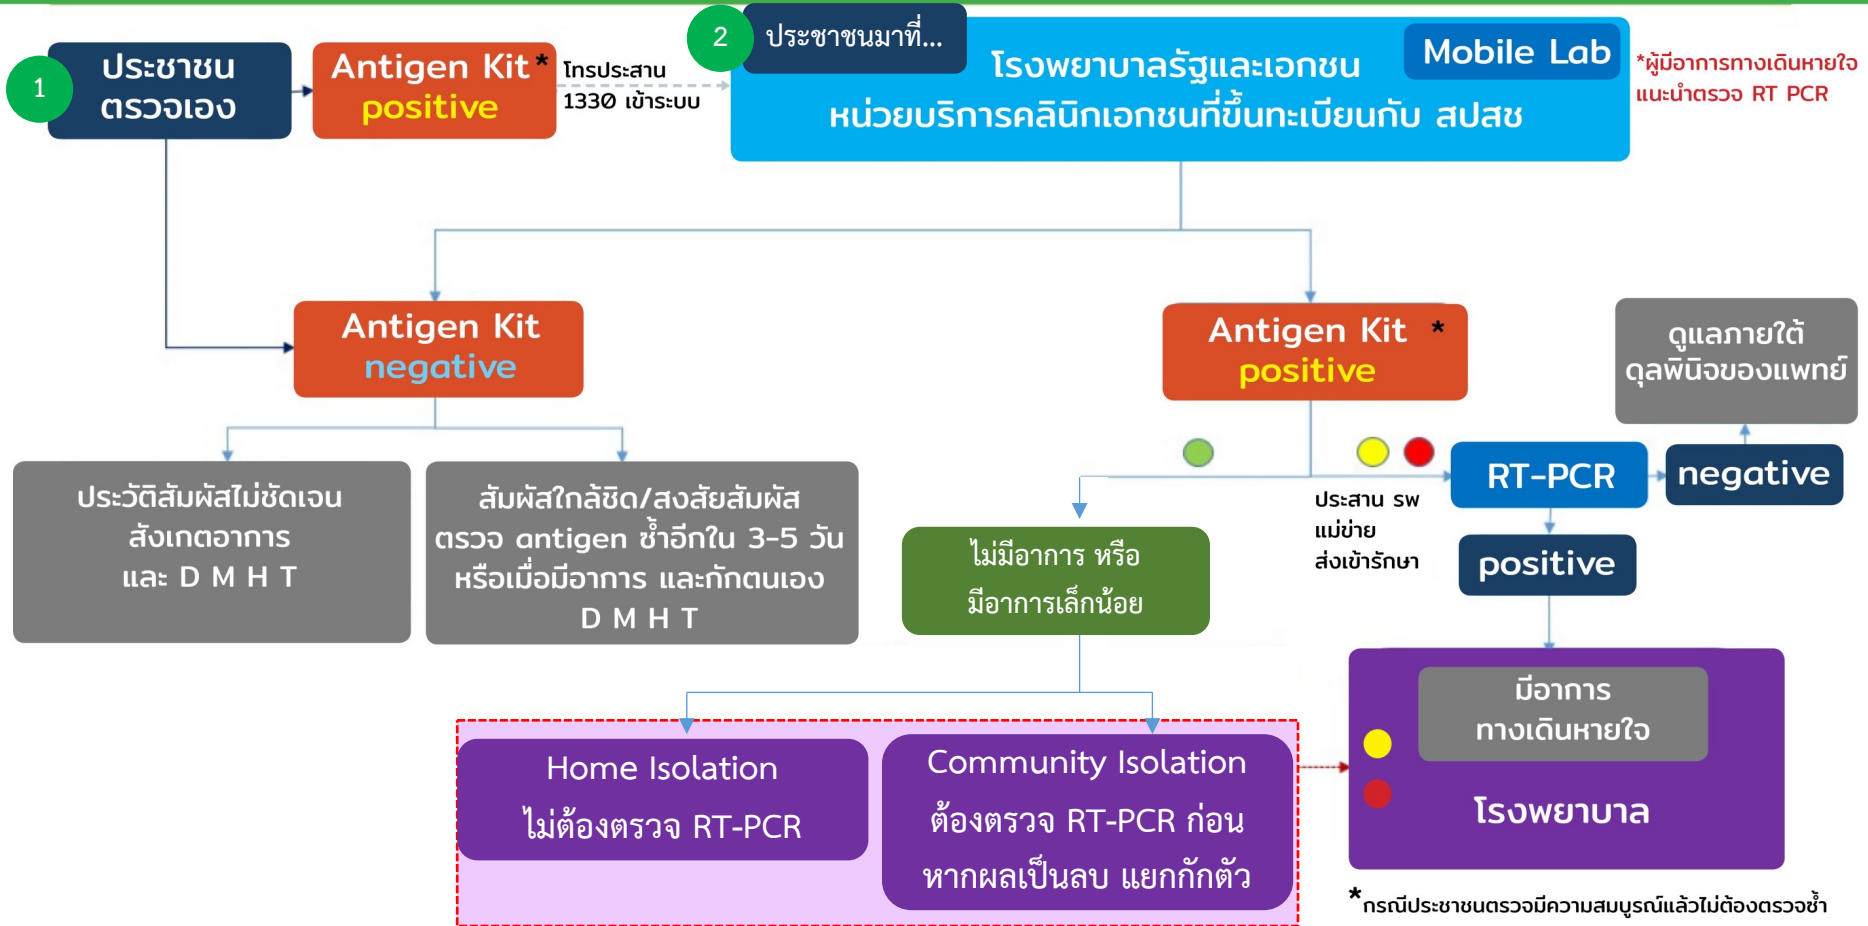 1
ประชาชน
ตรวจเอง
Antigen Kit*
positive
โทรประสาน
1330 เข้าระบบ
2
ประชาชนมาที่...
โรงพยาบาลรัฐและเอกชน
หน่วยบริการคลินิกเอกชนที่ขึ้นทะเบียนกับ สปสช
Mobile Lab
*ผู้มีอาการทางเดินหายใจ
แนะนำตรวจ RT PCR
Antigen Kit
negative
Antigen Kit *
positive
ดูแลภายใต้
ดุลพินิจของแพทย์
ประวัติสัมผัสไม่ชัดเจน
สังเกตอาการ
และ D M H T
สัมผัสใกล้ชิด/สงสัยสัมผัส
ตรวจ antigen ซ้ำอีกใน 3-5 วัน
หรือเมื่อมีอาการ และกักตนเอง
D M H T
ประสาน รพ
แม่ข่าย
ส่งเข้ารักษา
RT-PCR
negative
positive
ไม่มีอาการ หรือ
มีอาการเล็กน้อย
Home Isolation
ไม่ต้องตรวจ RT-PCR
Community Isolation
ต้องตรวจ RT-PCR ก่อน
หากผลเป็นลบ แยกกักตัว
มีอาการ
ทางเดินหายใจ
โรงพยาบาล
*กรณีประชาชนตรวจมีความสมบูรณ์แล้วไม่ต้องตรวจซ้ำ